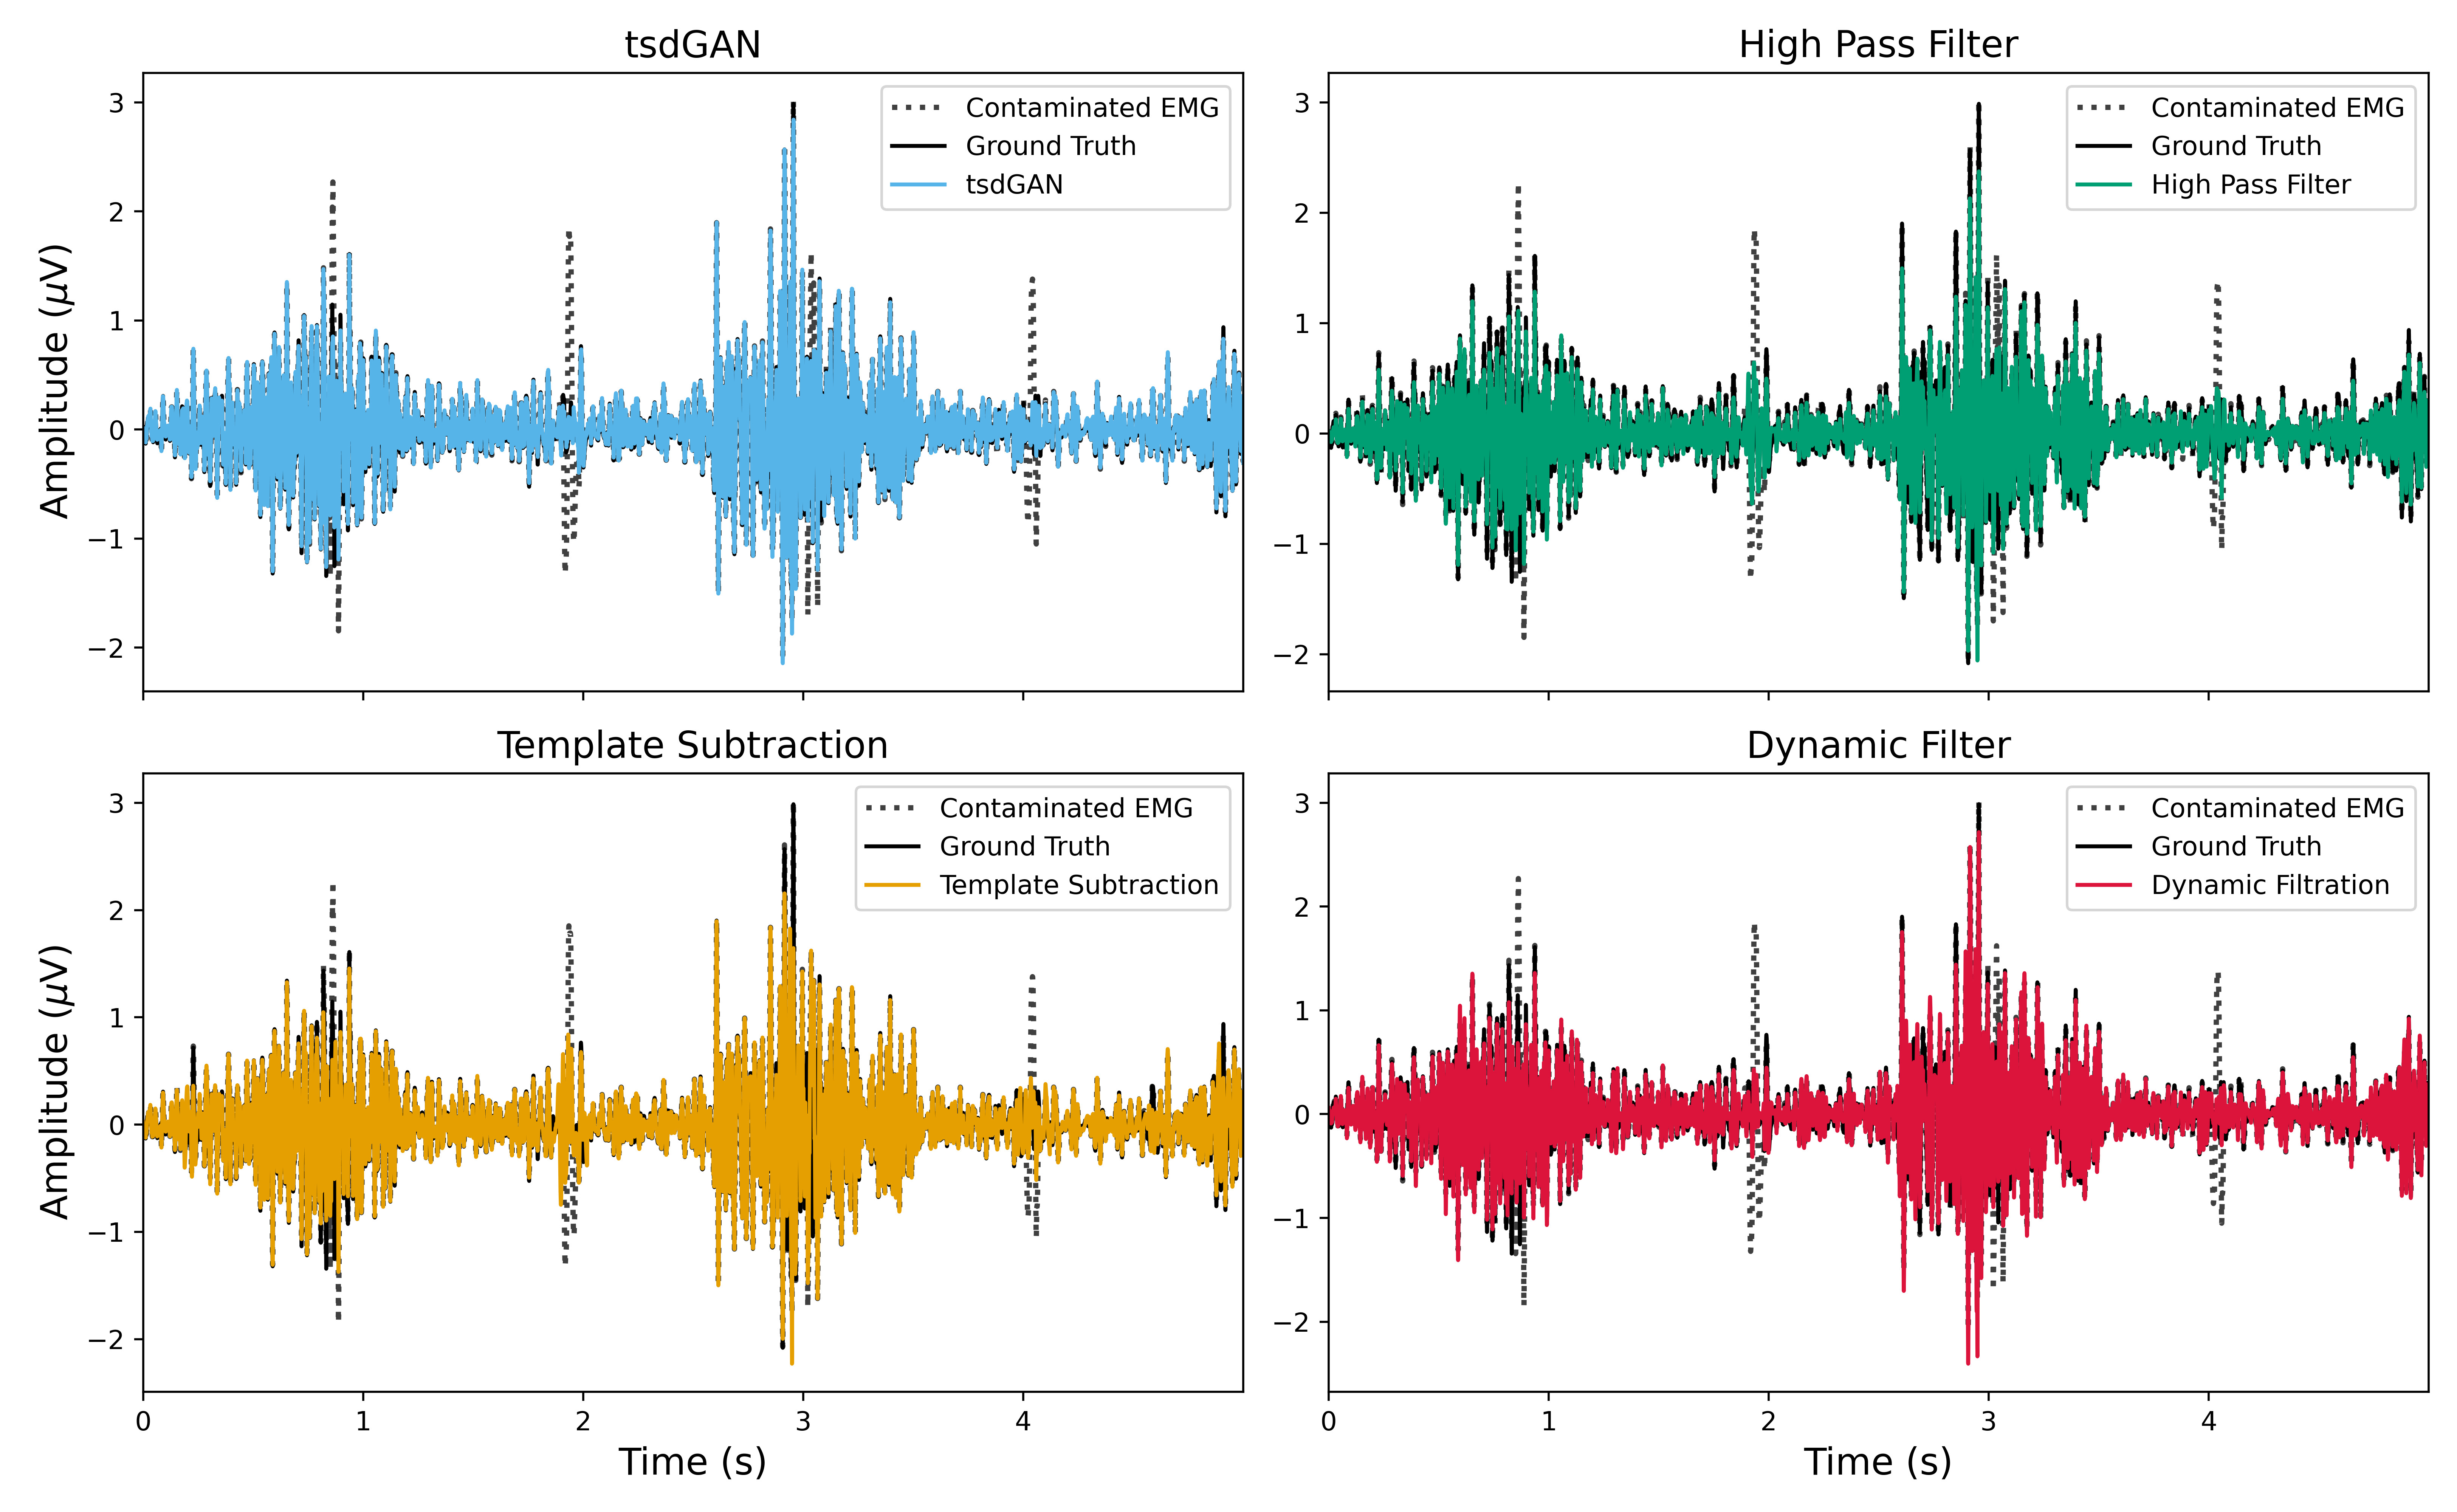 tsdGAN
Contaminated EMG
Ground Truth
tsdGAN
3
2
1
0
−1
−2
Amplitude (μV)
High Pass Filter
Contaminated EMG
Ground Truth
High Pass Filter
3
2
1
0
−1
−2
Template Subtraction
Contaminated EMG
Ground Truth
Template Subtraction
3
2
1
0
−1
−2
Amplitude (μV)
0 1 2 3 4
Time (s)
Dynamic Filter
Contaminated EMG
Ground Truth
Dynamic Filtration
3
2
1
0
−1
−2
0 1 2 3 4
Time (s)